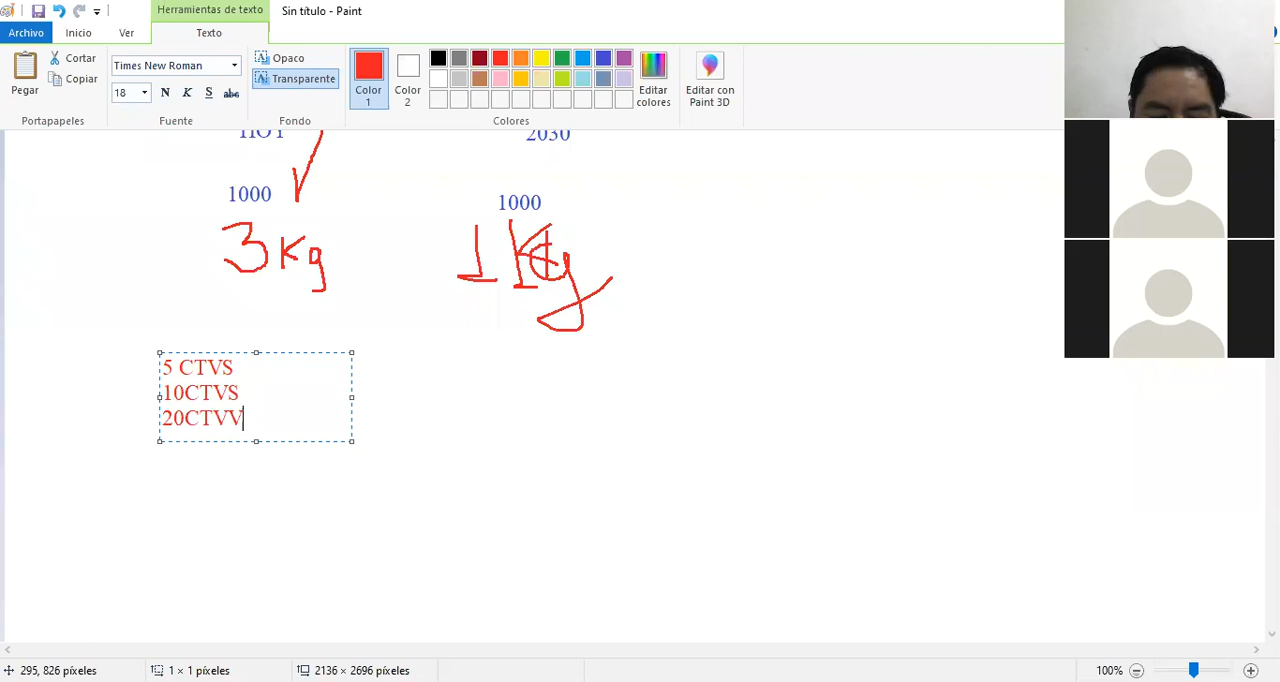 Herramientas de texto
Sin título - Paint
Archivo
Inicio
Ver
Texto
Pegar
Cortar
Copiar
Portapapeles
Times New Roman
18
N K S abc
Fuente
Opaco
Transparente
Fondo
Color 1
Color 2
Colores
Editar colores
Editar con Paint 3D
2030
1000
1000
3 Kg
1 Kg
5 CTVS
10CTVS
20CTVV
295, 826 píxeles
1 × 1 píxeles
2136 × 2696 píxeles
100%